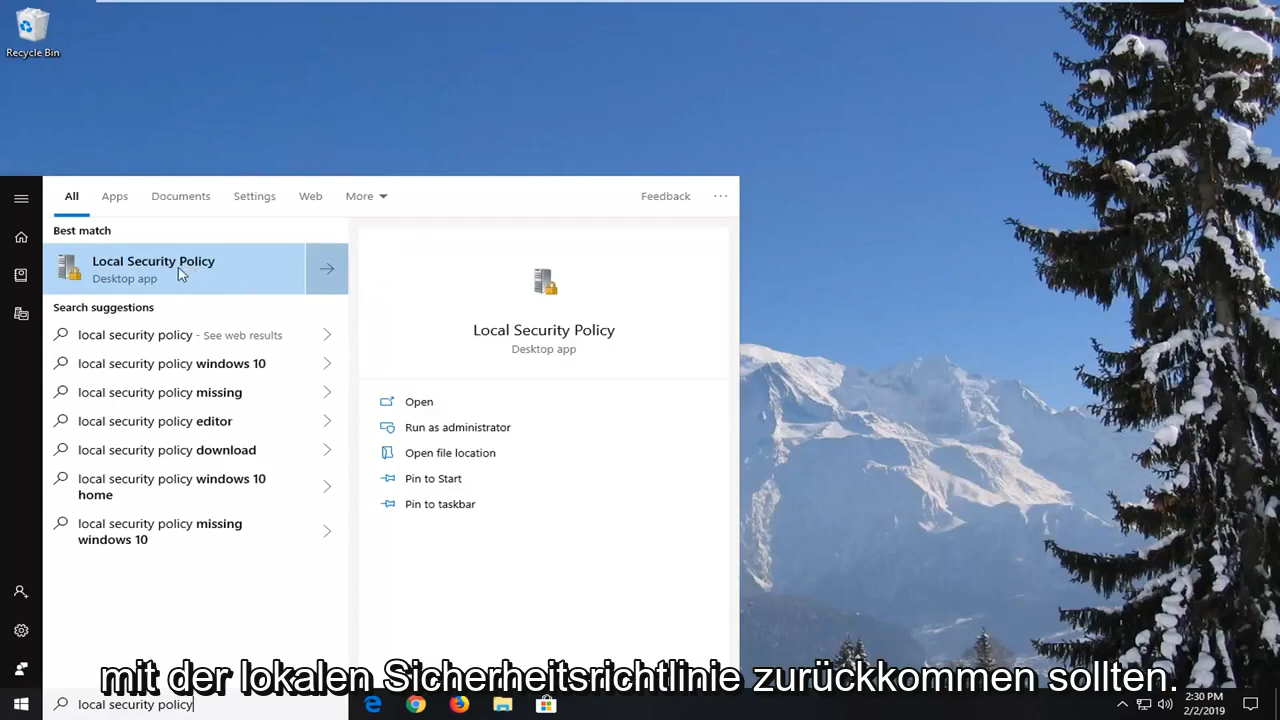 Recycle Bin
All Apps Documents Settings Web More Feedback ...
Best match
Local Security Policy
Desktop app
Search suggestions
local security policy - See web results
local security policy windows 10
local security policy missing
local security policy editor
local security policy download
local security policy windows 10
home
local security policy missing
windows 10
Local Security Policy
Desktop app
Open
Run as administrator
Open file location
Pin to Start
Pin to taskbar
mit der lokalen Sicherheitsrichtlinie zurückkommen sollten.
local security policy
2:30 PM
2/2/2019